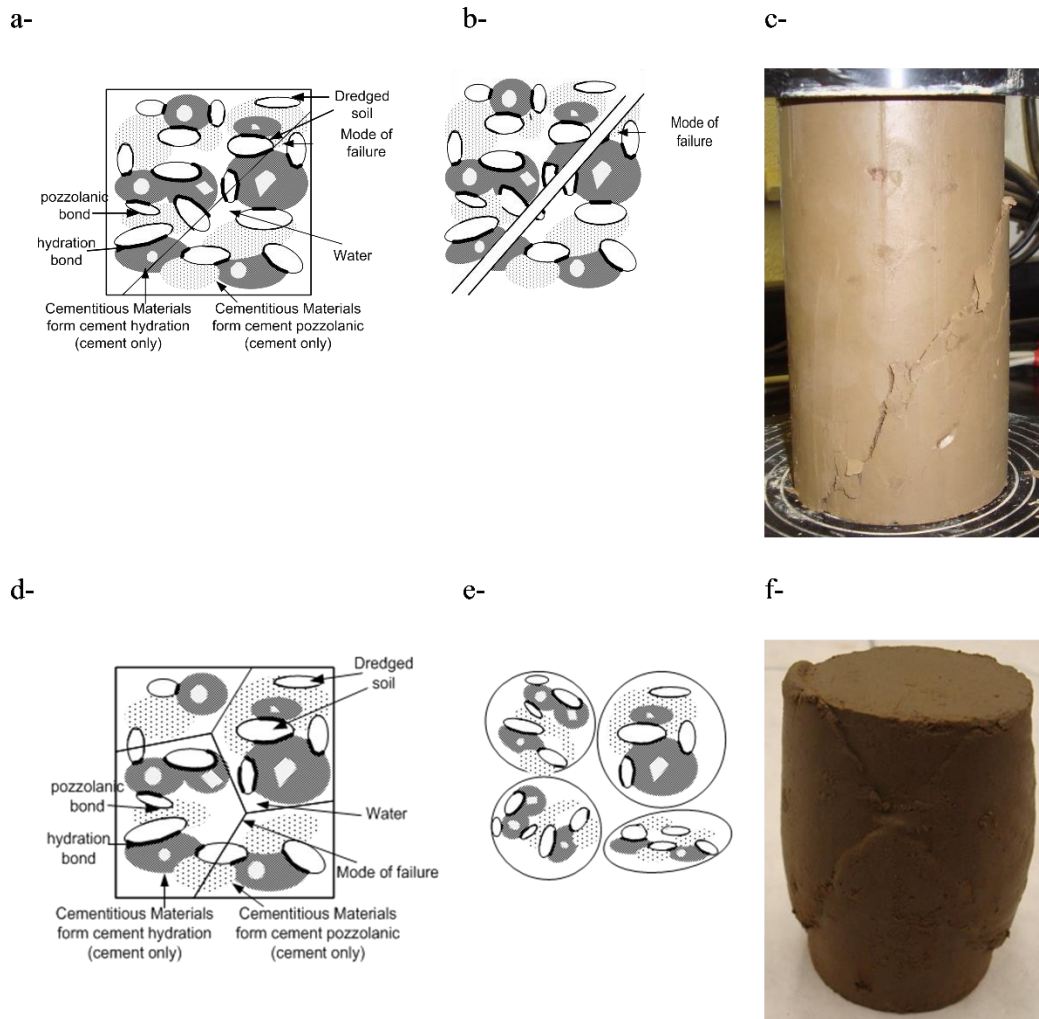 a-
b-
c-
Dredged
soil
Mode of
failure
pozzolanic
bond
hydration
bond
Water
Cementitious Materials
form cement hydration
(cement only)
Cementitious Materials
form cement pozzolanic
(cement only)
Mode of
failure
d-
e-
f-
Dredged
soil
pozzolanic
bond
hydration
bond
Water
Mode of failure
Cementitious Materials
form cement hydration
(cement only)
Cementitious Materials
form cement pozzolanic
(cement only)